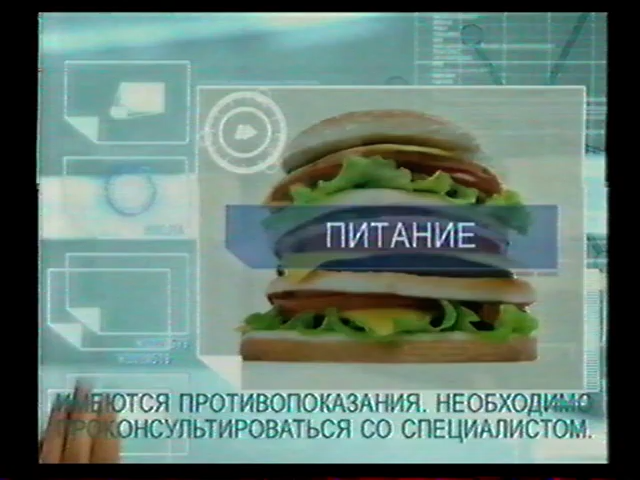 ПИТАНИЕ
ИМЕЮТСЯ ПРОТИВОПОКАЗАНИЯ. НЕОБХОДИМО
ПРОКОНСУЛЬТИРОВАТЬСЯ СО СПЕЦИАЛИСТОМ.